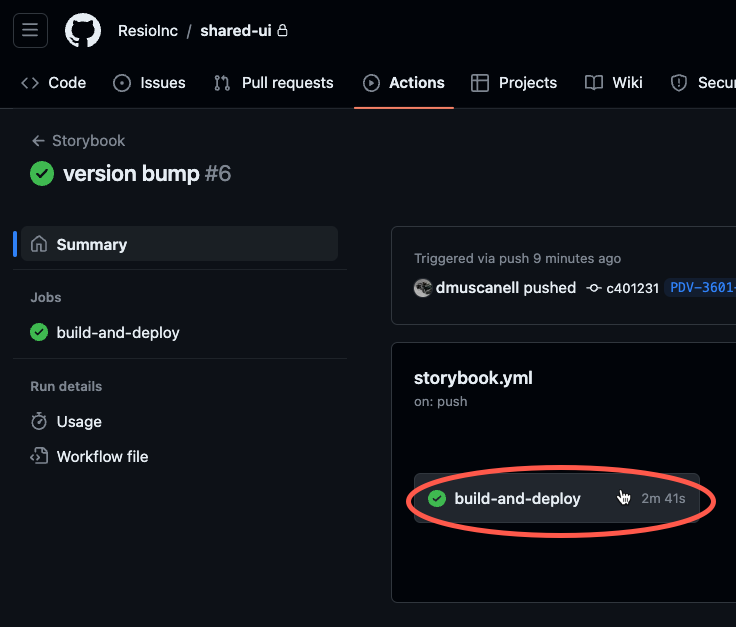 ResioInc / shared-ui
Code Issues Pull requests Actions Projects Wiki Secur
← Storybook
version bump #6
Summary
Jobs
build-and-deploy
Run details
Usage
Workflow file
Triggered via push 9 minutes ago
dmuscanell pushed c401231 PDV-3601-
storybook.yml
on: push
build-and-deploy 2m 41s